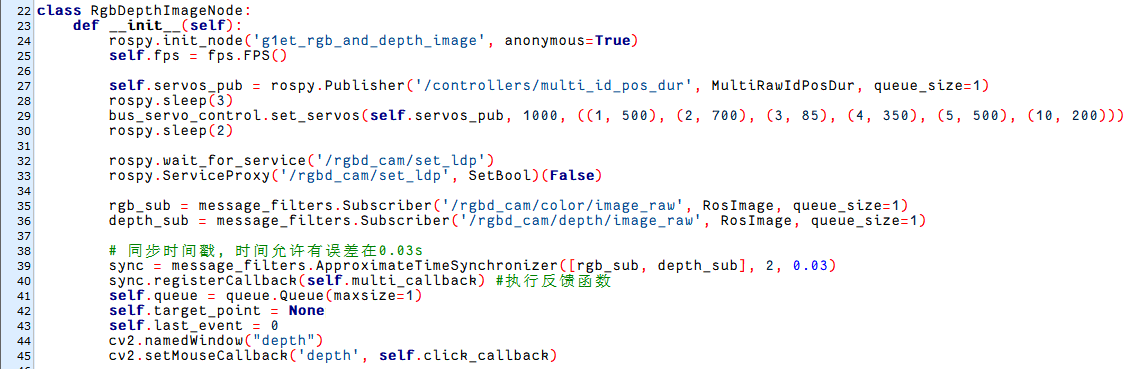 22 class RgbDepthImageNode:
23     def __init__(self):
24         rospy.init_node('g1et_rgb_and_depth_image', anonymous=True)
25         self.fps = fps.FPS()
26
27         self.servos_pub = rospy.Publisher('/controllers/multi_id_pos_dur', MultiRawIdPosDur, queue_size=1)
28         rospy.sleep(3)
29         bus_servo_control.set_servos(self.servos_pub, 1000, ((1, 500), (2, 700), (3, 85), (4, 350), (5, 500), (10, 200)))
30         rospy.sleep(2)
31
32         rospy.wait_for_service('/rgbd_cam/set_ldp')
33         rospy.ServiceProxy('/rgbd_cam/set_ldp', SetBool)(False)
34
35         rgb_sub = message_filters.Subscriber('/rgbd_cam/color/image_raw', RosImage, queue_size=1)
36         depth_sub = message_filters.Subscriber('/rgbd_cam/depth/image_raw', RosImage, queue_size=1)
37
38         # 同步时间戳, 时间允许有误差在0.03s
39         sync = message_filters.ApproximateTimeSynchronizer([rgb_sub, depth_sub], 2, 0.03)
40         sync.registerCallback(self.multi_callback) #执行反馈函数
41         self.queue = queue.Queue(maxsize=1)
42         self.target_point = None
43         self.last_event = 0
44         cv2.namedWindow("depth")
45         cv2.setMouseCallback('depth', self.click_callback)